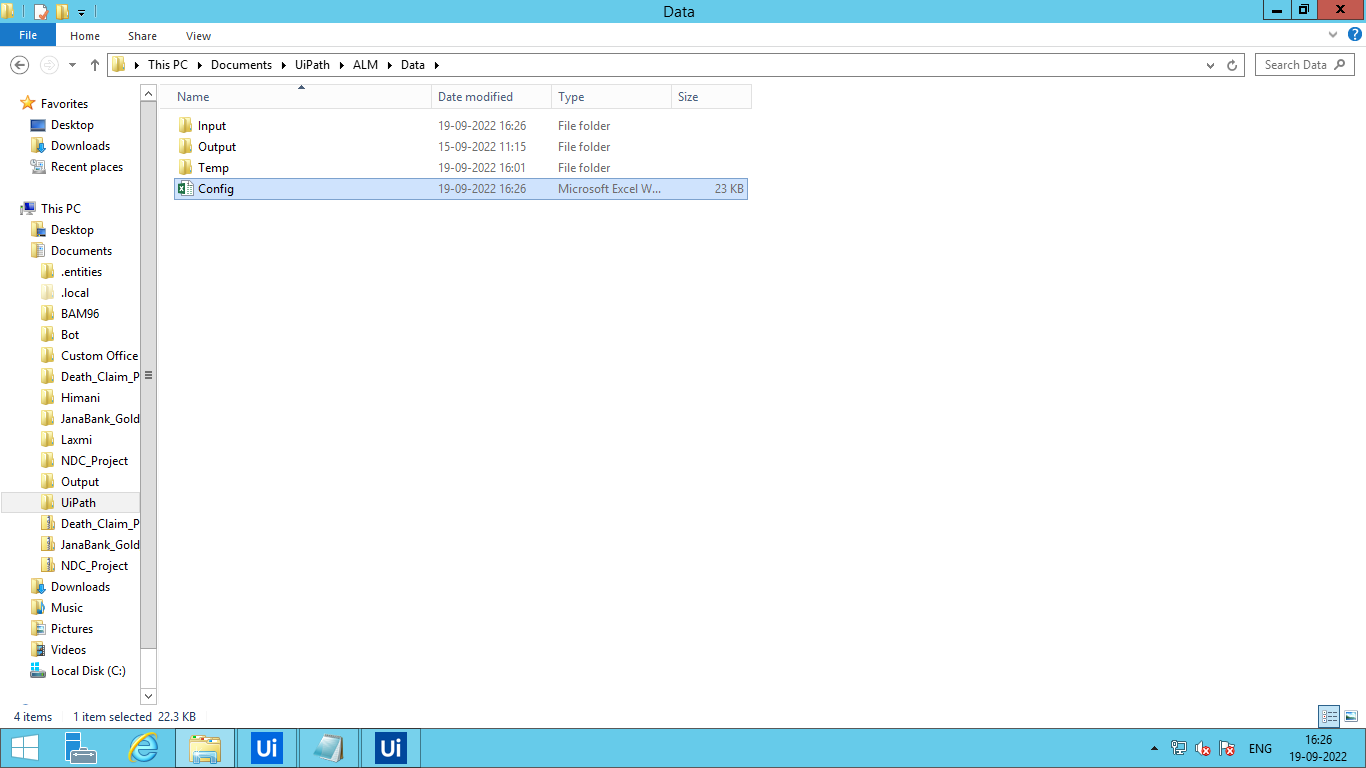 Data
File Home Share View
This PC Documents UiPath ALM Data
Search Data
Name Date modified Type Size
Input 19-09-2022 16:26 File folder
Output 15-09-2022 11:15 File folder
Temp 19-09-2022 16:01 File folder
Config 19-09-2022 16:26 Microsoft Excel W... 23 KB
Favorites
Desktop
Downloads
Recent places
This PC
Desktop
Documents
.entities
.local
BAM96
Bot
Custom Office
Death_Claim_P
Himani
JanaBank_Gold
Laxmi
NDC_Project
Output
UiPath
Death_Claim_P
JanaBank_Gold
NDC_Project
Downloads
Music
Pictures
Videos
Local Disk (C:)
4 items 1 item selected 22.3 KB
Ui Ui ENG 16:26
19-09-2022